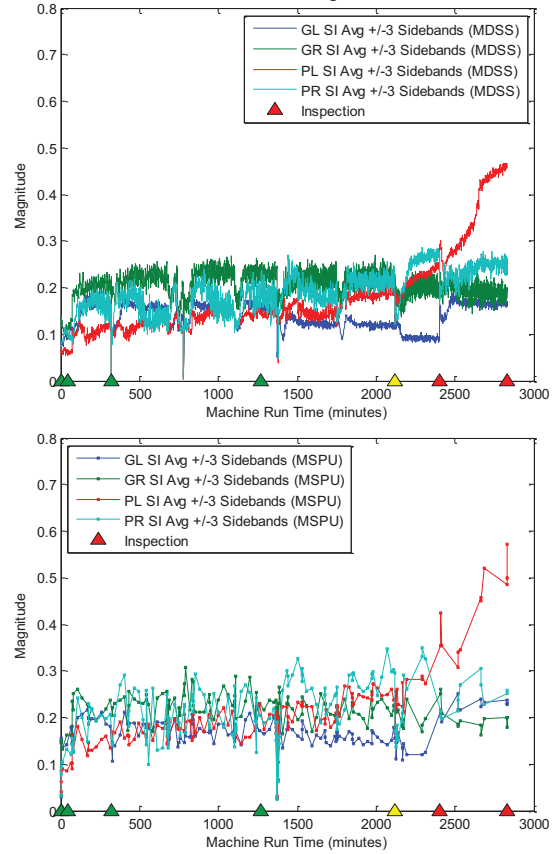 0.8
0.7
0.6
0.5
0.4
0.3
0.2
0.1
0
Magnitude
GL SI Avg +/-3 Sidebands (MDSS)
GR SI Avg +/-3 Sidebands (MDSS)
PL SI Avg +/-3 Sidebands (MDSS)
PR SI Avg +/-3 Sidebands (MDSS)
Inspection
0 500 1000 1500 2000 2500 3000
Machine Run Time (minutes)
0.8
0.7
0.6
0.5
0.4
0.3
0.2
0.1
0
Magnitude
GL SI Avg +/-3 Sidebands (MSPU)
GR SI Avg +/-3 Sidebands (MSPU)
PL SI Avg +/-3 Sidebands (MSPU)
PR SI Avg +/-3 Sidebands (MSPU)
Inspection
0 500 1000 1500 2000 2500 3000
Machine Run Time (minutes)